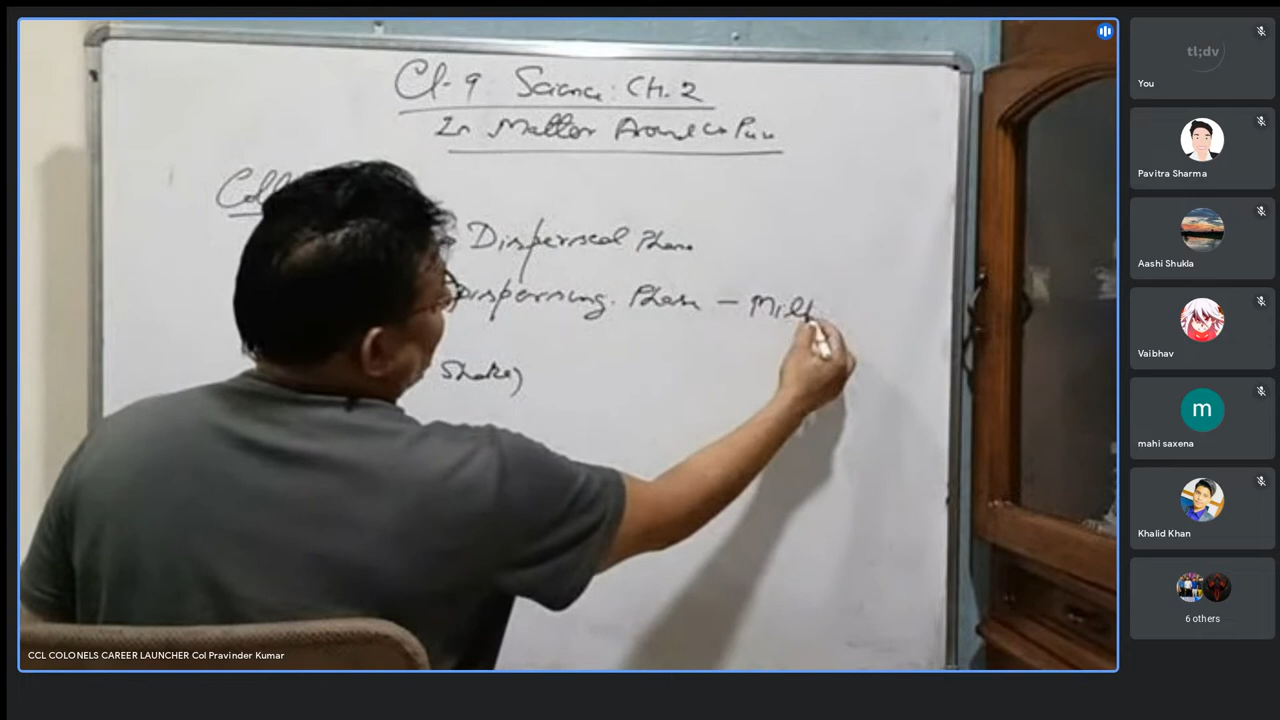 Cl-9 Science: Ch. 2
Is Matter Around Us Pure
Coll
Dispersed Phase
Dispersing. Phase – Milk
Shake)
CCL COLONELS CAREER LAUNCHER Col Pravinder Kumar
tl;dv
You
Pavitra Sharma
Aashi Shukla
Vaibhav
m
mahi saxena
Khalid Khan
6 others